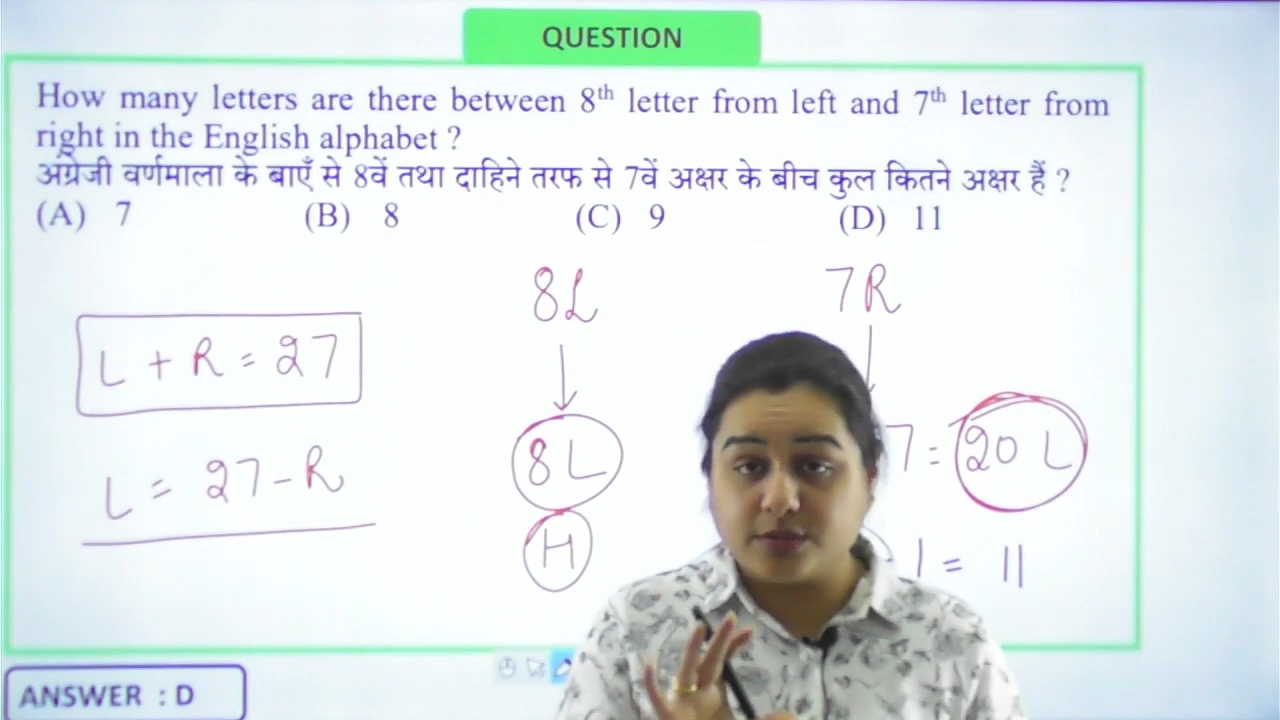 QUESTION
How many letters are there between 8th letter from left and 7th letter from
right in the English alphabet ?
अंग्रेजी वर्णमाला के बाएँ से 8वें तथा दाहिने तरफ से 7वें अक्षर के बीच कुल कितने अक्षर हैं ?
(A) 7 (B) 8 (C) 9 (D) 11
8L 7R
L + R = 27
8L 7 = 20 L
L = 27 - R
H 1 = 11
ANSWER : D